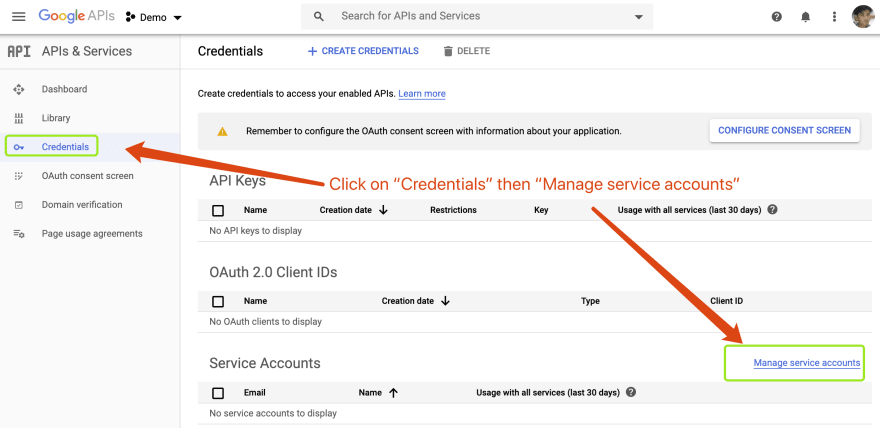 Google APIs
Demo
Search for APIs and Services
API APIs & Services
Credentials
+ CREATE CREDENTIALS
DELETE
Dashboard
Library
Credentials
OAuth consent screen
Domain verification
Page usage agreements
Create credentials to access your enabled APIs. Learn more
Remember to configure the OAuth consent screen with information about your application.
CONFIGURE CONSENT SCREEN
Click on “Credentials” then “Manage service accounts”
API Keys
Name Creation date Restrictions Key Usage with all services (last 30 days)
No API keys to display
OAuth 2.0 Client IDs
Name Creation date Type Client ID
No OAuth clients to display
Service Accounts
Manage service accounts
Email Name Usage with all services (last 30 days)
No service accounts to display